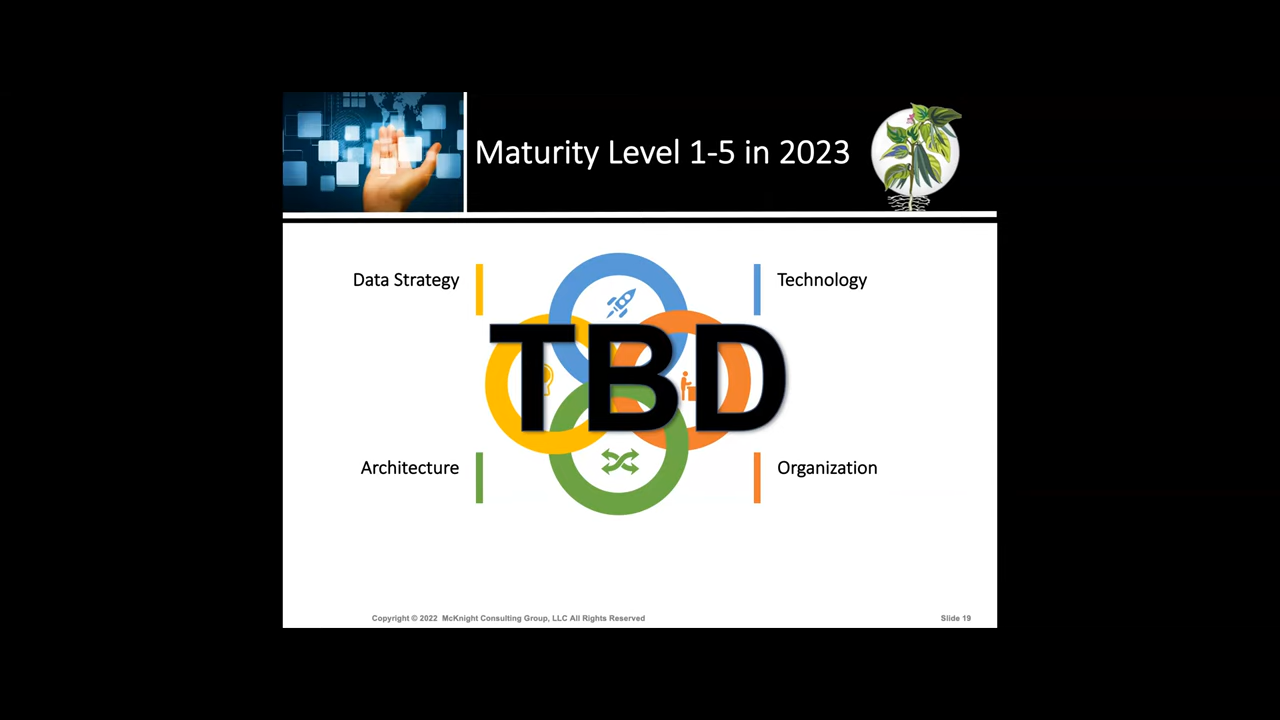 Maturity Level 1-5 in 2023
Data Strategy
Technology
TBD
Architecture
Organization
Copyright © 2022 McKnight Consulting Group, LLC All Rights Reserved
Slide 19